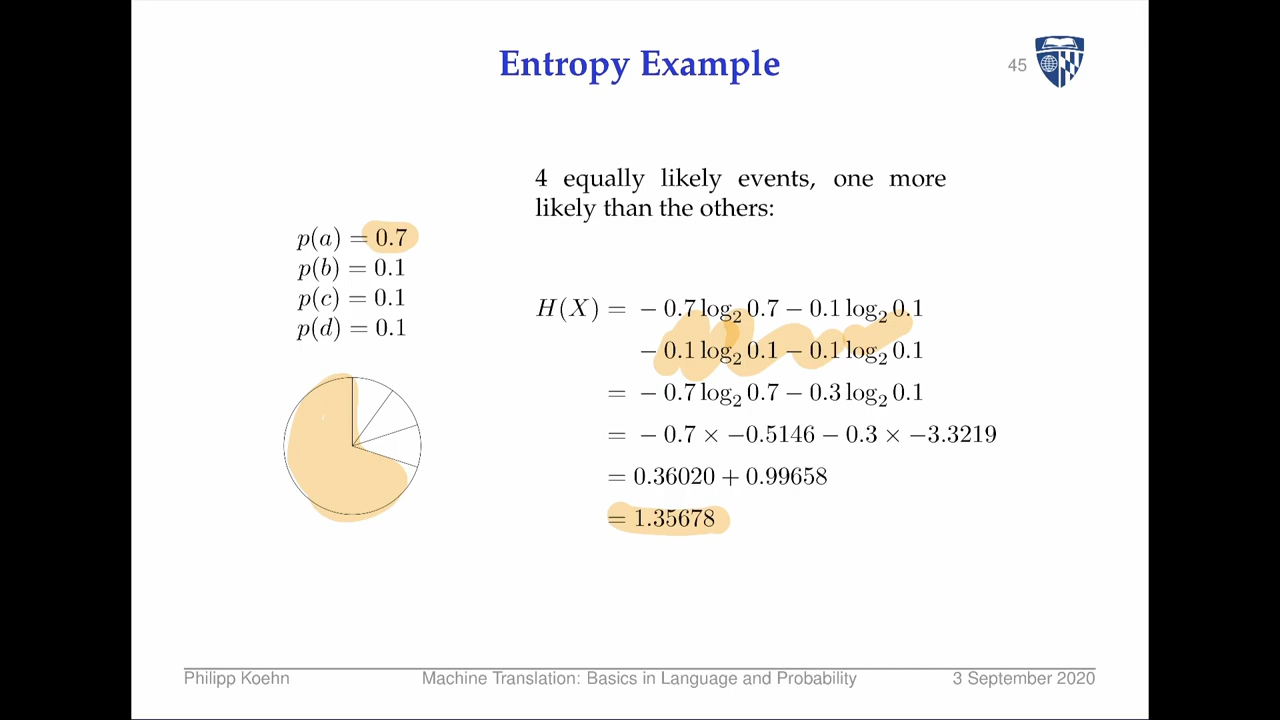 Entropy Example
45
4 equally likely events, one more
likely than the others:
p(a) = 0.7
p(b) = 0.1
p(c) = 0.1
p(d) = 0.1
H(X) = − 0.7 log₂ 0.7 − 0.1 log₂ 0.1
− 0.1 log₂ 0.1 − 0.1 log₂ 0.1
= − 0.7 log₂ 0.7 − 0.3 log₂ 0.1
= − 0.7 × −0.5146 − 0.3 × −3.3219
= 0.36020 + 0.99658
= 1.35678
Philipp Koehn Machine Translation: Basics in Language and Probability 3 September 2020